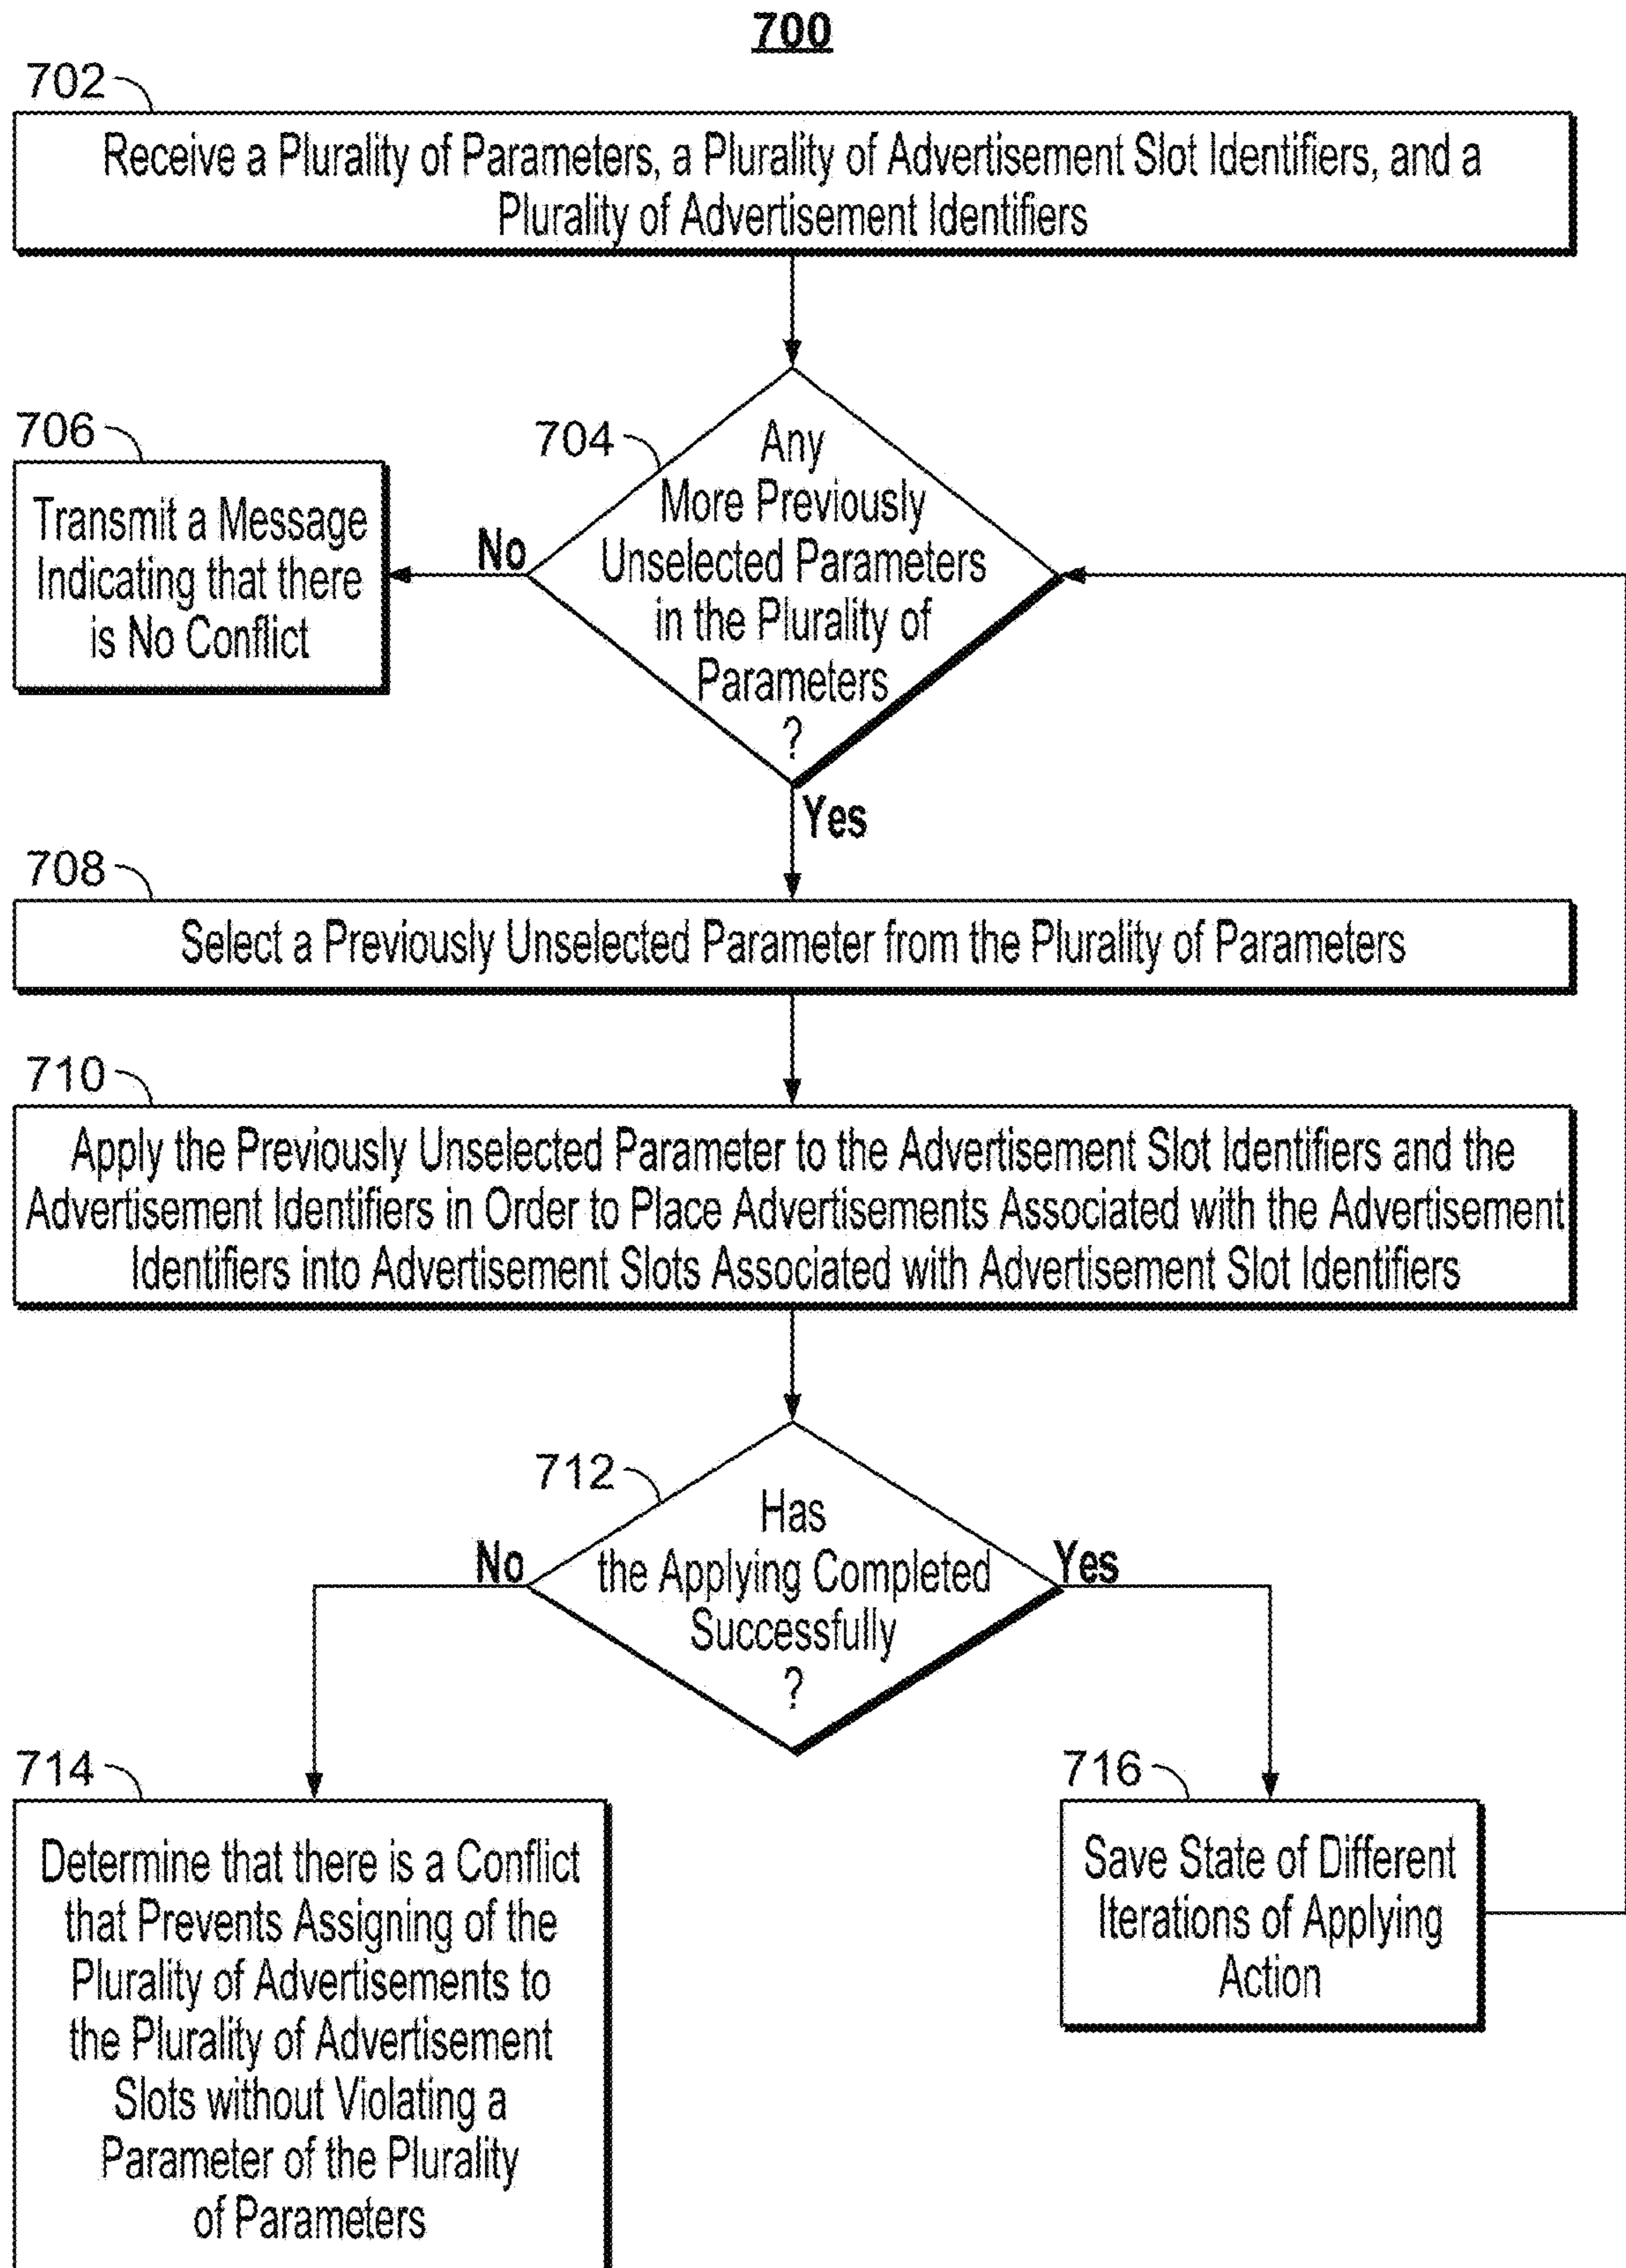 700
702
Receive a Plurality of Parameters, a Plurality of Advertisement Slot Identifiers, and a
Plurality of Advertisement Identifiers
704
Any
More Previously
Unselected Parameters
in the Plurality of
Parameters
?
No
Yes
706
Transmit a Message
Indicating that there
is No Conflict
708
Select a Previously Unselected Parameter from the Plurality of Parameters
710
Apply the Previously Unselected Parameter to the Advertisement Slot Identifiers and the
Advertisement Identifiers in Order to Place Advertisements Associated with the Advertisement
Identifiers into Advertisement Slots Associated with Advertisement Slot Identifiers
712
Has
the Applying Completed
Successfully
?
No
Yes
714
Determine that there is a Conflict
that Prevents Assigning of the
Plurality of Advertisements to
the Plurality of Advertisement
Slots without Violating a
Parameter of the Plurality
of Parameters
716
Save State of Different
Iterations of Applying
Action